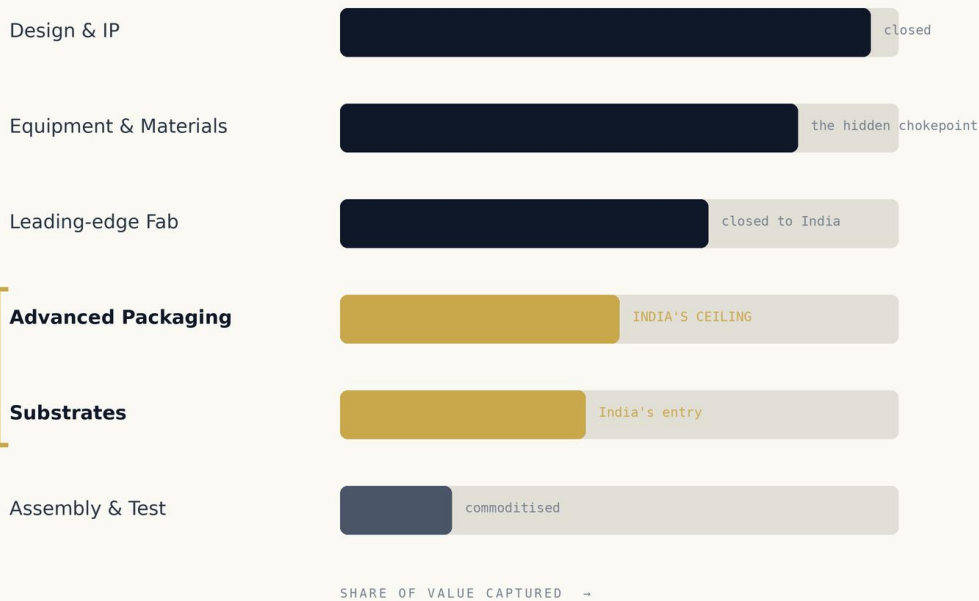 Design & IP closed
Equipment & Materials the hidden chokepoint
Leading-edge Fab closed to India
Advanced Packaging INDIA'S CEILING
Substrates India's entry
Assembly & Test commoditised
SHARE OF VALUE CAPTURED →